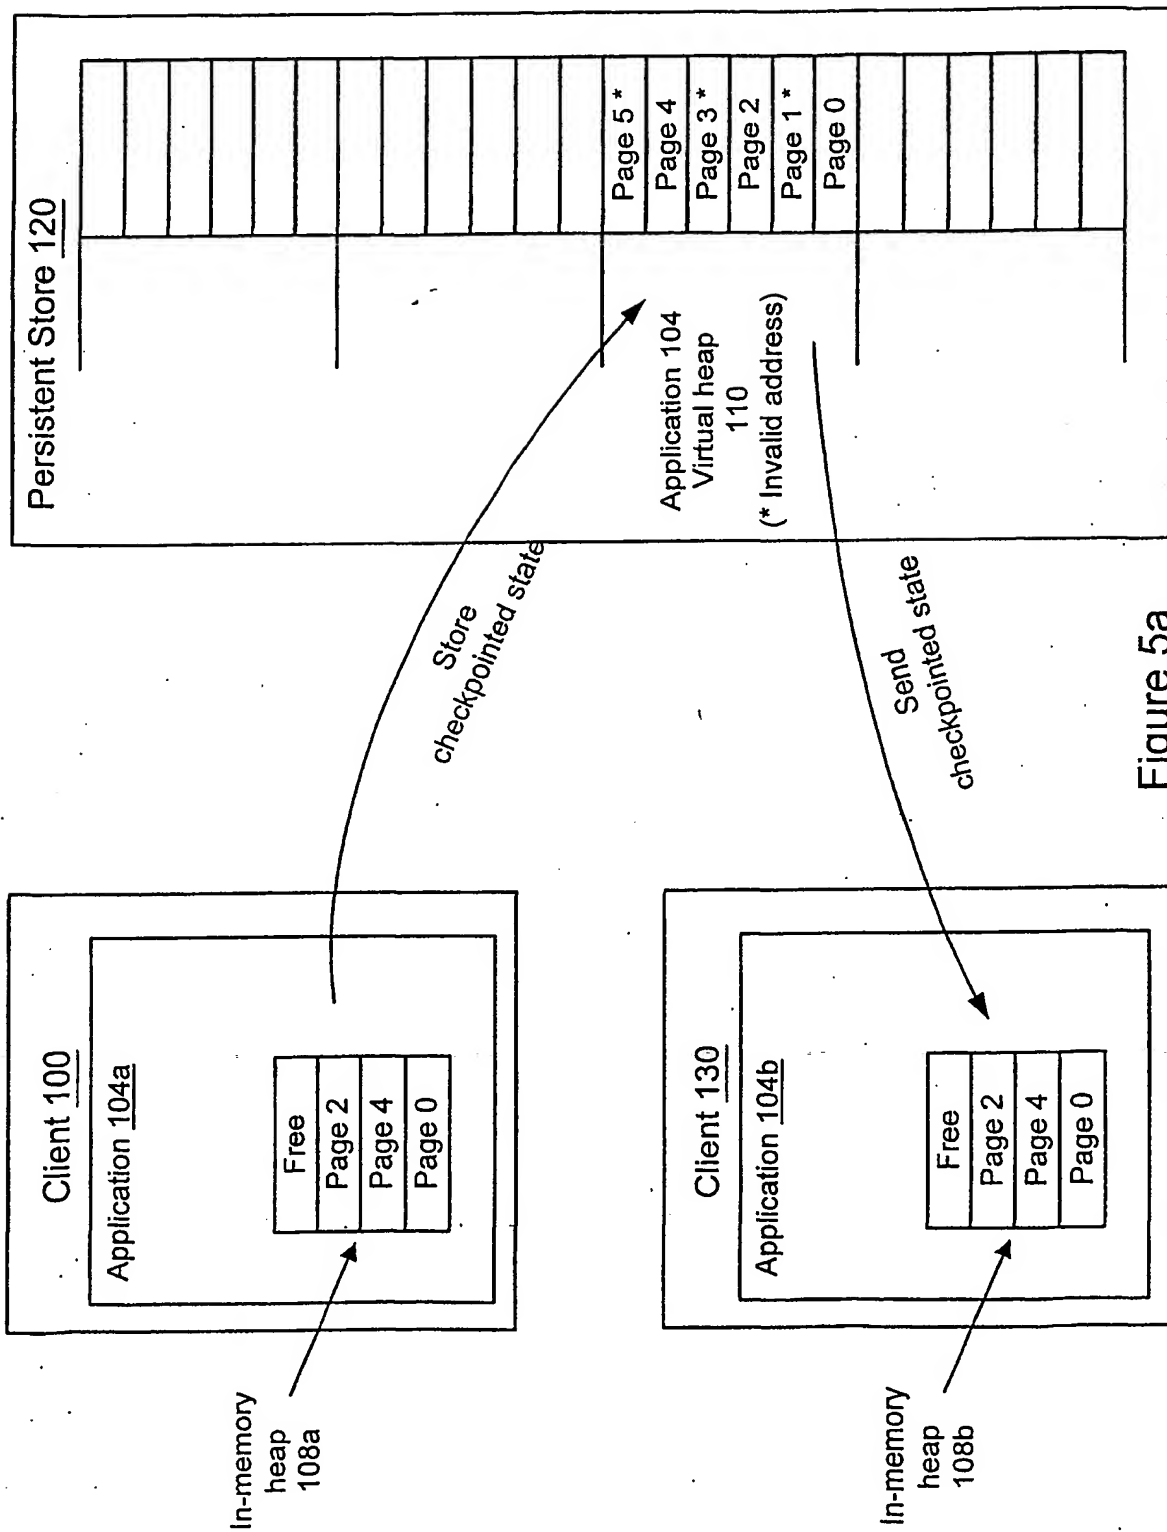 Client 100
Application 104a
Free
Page 2
Page 4
Page 0
In-memory
heap
108a
Store
checkpointed state
Persistent Store 120
Page 5 *
Page 4
Page 3 *
Page 2
Page 1 *
Page 0
Application 104
Virtual heap
110
(* Invalid address)
Send
checkpointed state
Client 130
Application 104b
Free
Page 2
Page 4
Page 0
In-memory
heap
108b
Figure 5a